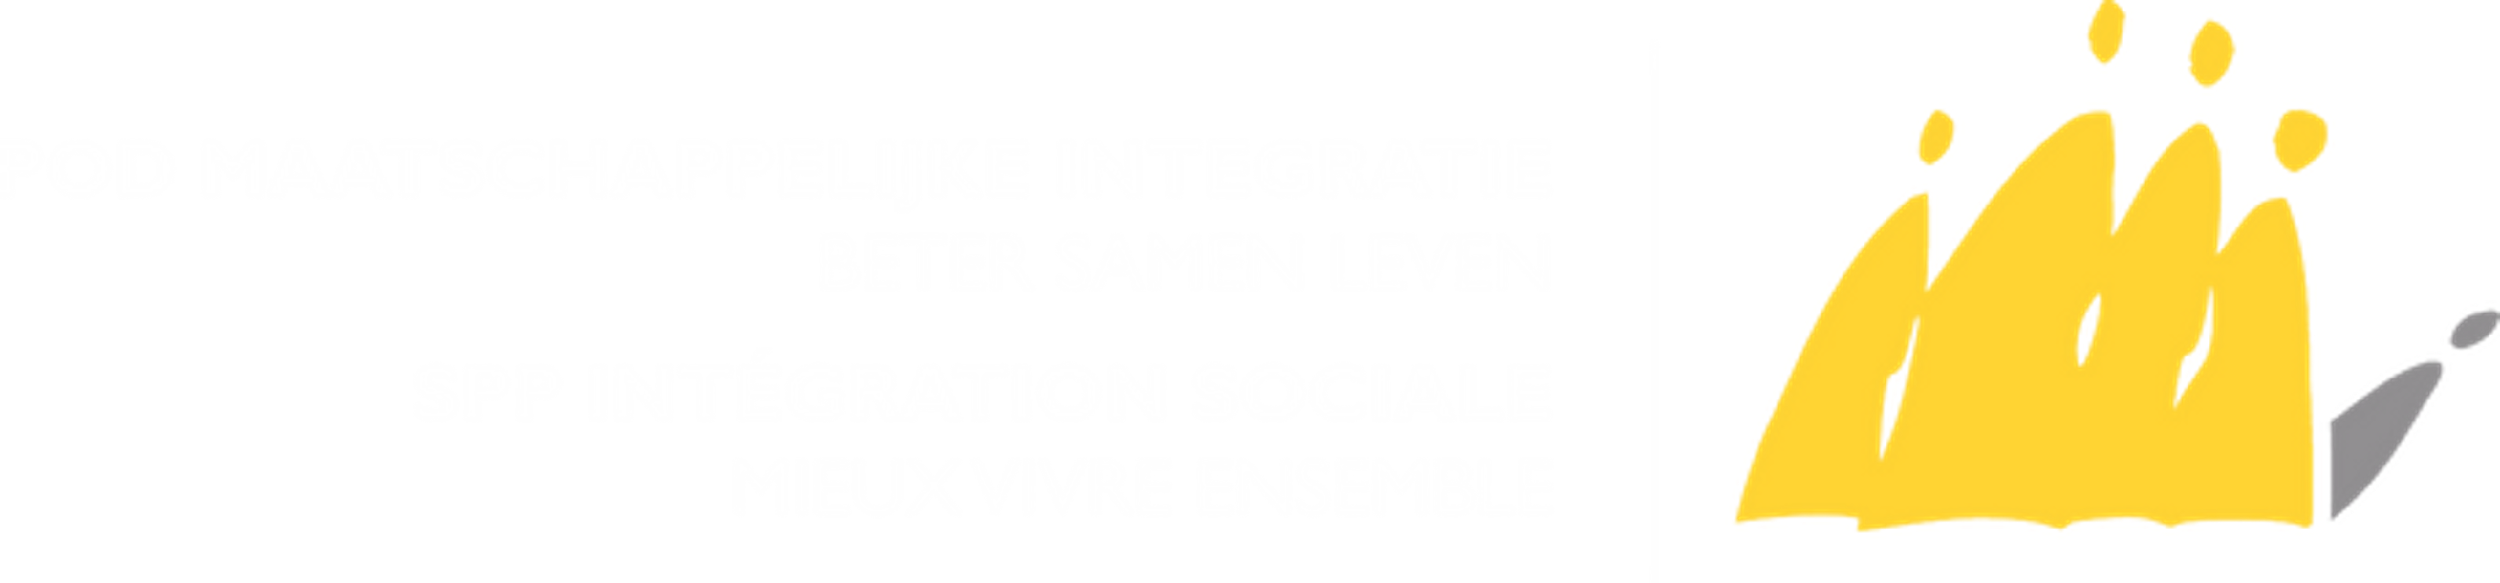 POD MAATSCHAPPELIJKE INTEGRATIE
BETER SAMEN LEVEN
SPP INTÉGRATION SOCIALE
MIEUX VIVRE ENSEMBLE